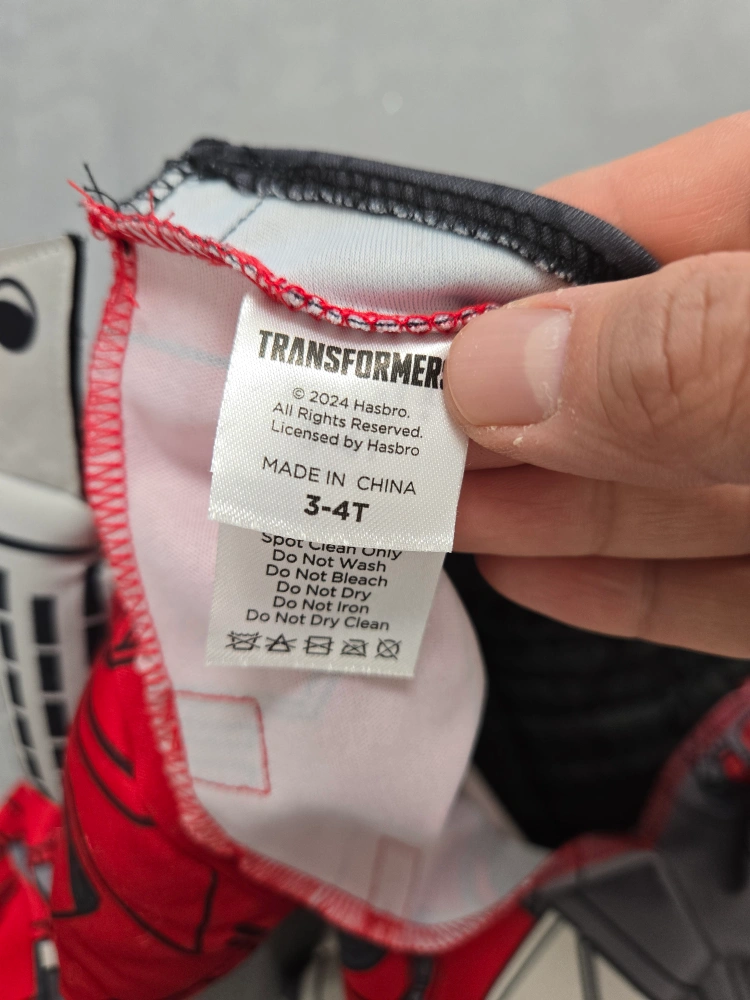 TRANSFORMERS
© 2024 Hasbro.
All Rights Reserved.
Licensed by Hasbro
MADE IN CHINA
3-4T
Spot Clean Only
Do Not Wash
Do Not Bleach
Do Not Dry
Do Not Iron
Do Not Dry Clean